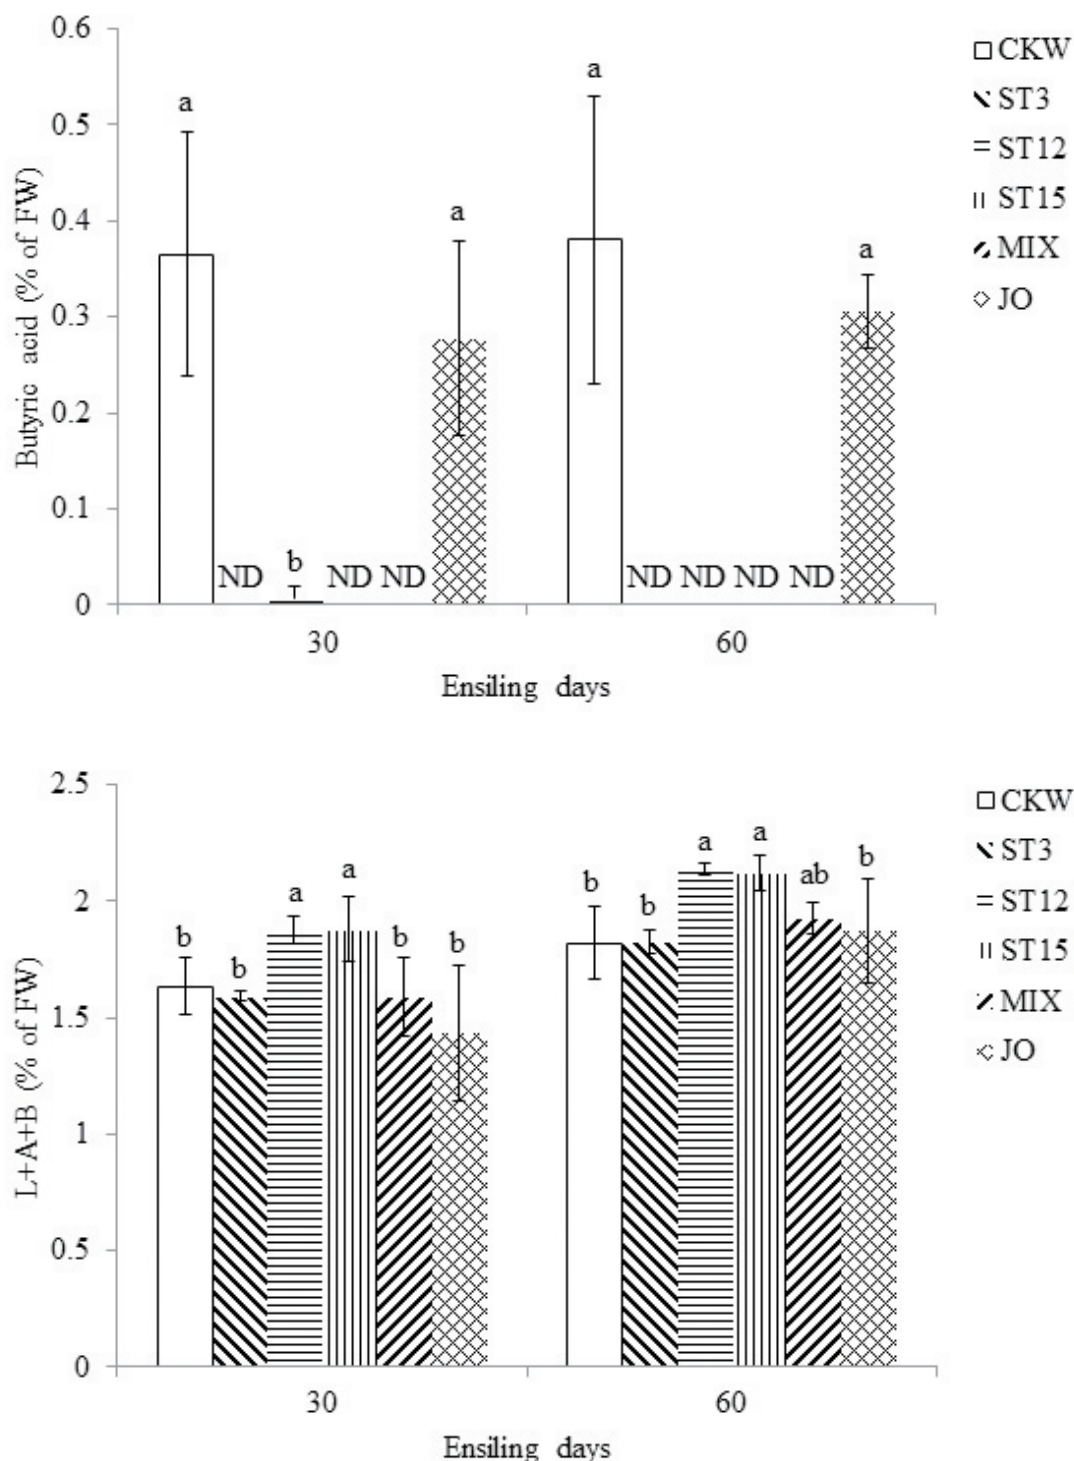 0.6
0.5
0.4
0.3
0.2
0.1
0
Butyric acid (% of FW)
a
ND
b
ND
ND
a
a
ND
ND
ND
ND
a
30
60
Ensiling days
CKW
ST3
ST12
ST15
MIX
JO
2.5
2
1.5
1
0.5
0
L+A+B (% of FW)
b
b
a
a
b
b
b
b
a
a
ab
b
30
60
Ensiling days
CKW
ST3
ST12
ST15
MIX
JO